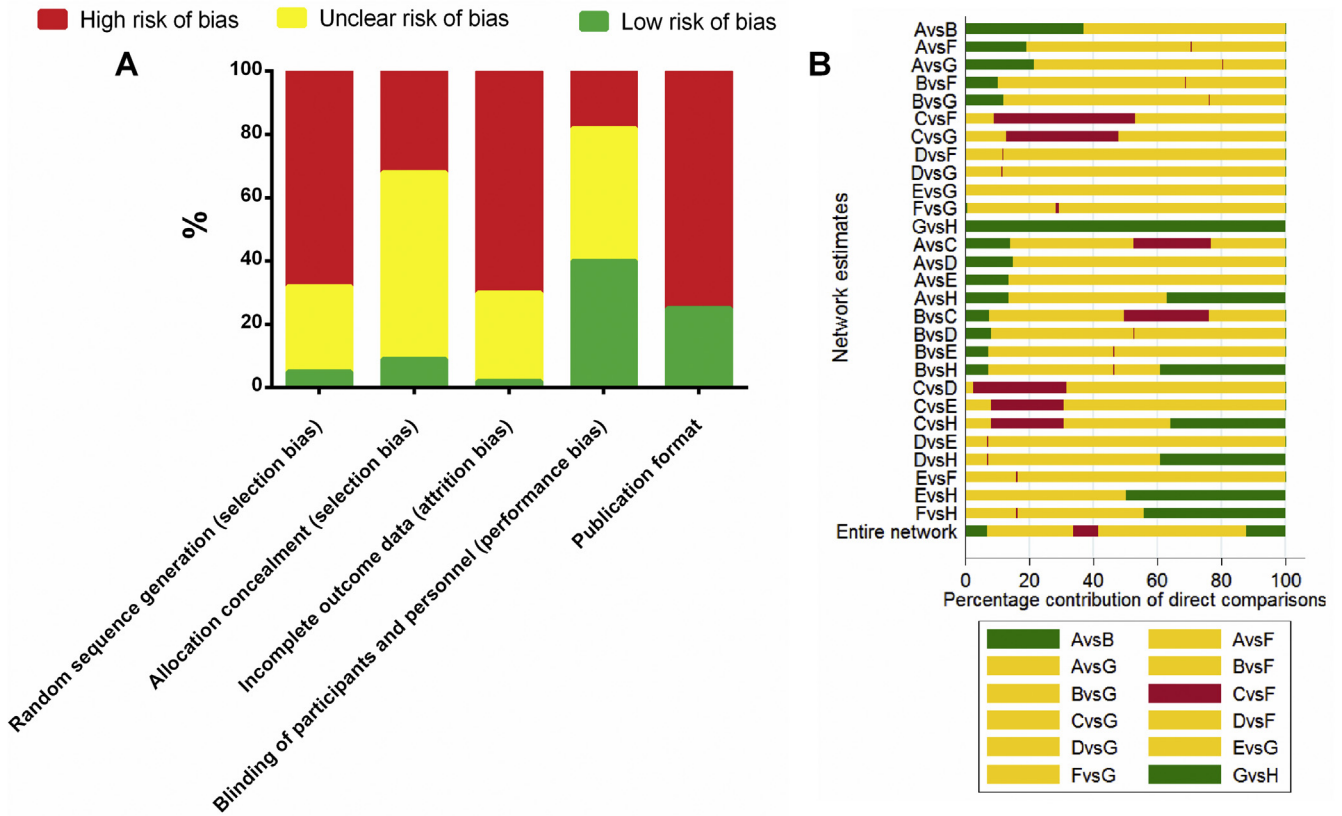 High risk of bias
Unclear risk of bias
Low risk of bias
A
%
100
80
60
40
20
0
Random sequence generation (selection bias)
Allocation concealment (selection bias)
Incomplete outcome data (attrition bias)
Blinding of participants and personnel (performance bias)
Publication format
B
Network estimates
AvsB
AvsF
AvsG
BvsF
BvsG
CvsF
CvsG
DvsF
DvsG
EvsG
FvsG
GvsH
AvsC
AvsD
AvsE
AvsH
BvsC
BvsD
BvsE
BvsH
CvsD
CvsE
CvsH
DvsE
DvsH
EvsF
EvsH
FvsH
Entire network
0 20 40 60 80 100
Percentage contribution of direct comparisons
AvsB AvsF
AvsG BvsF
BvsG CvsF
CvsG DvsF
DvsG EvsG
FvsG GvsH